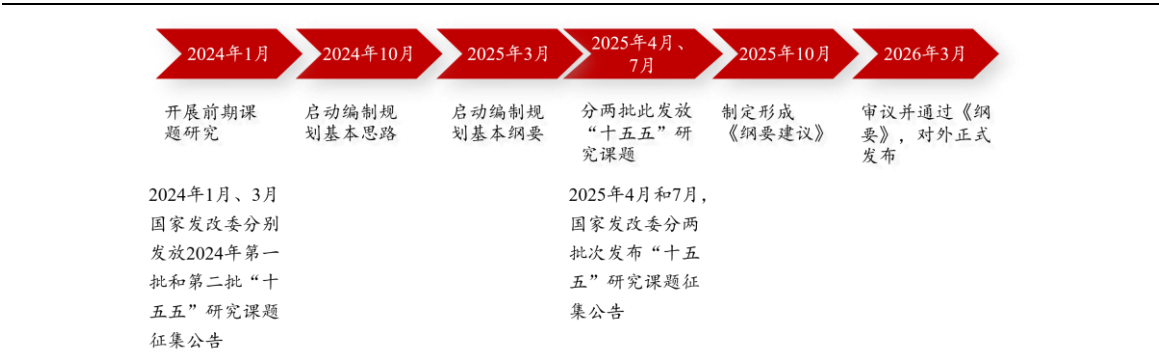 2024年1月
2024年10月
2025年3月
2025年4月、
7月
2025年10月
2026年3月
开展前期课
题研究
启动编制规
划基本思路
启动编制规
划基本纲要
分两批此发放
“十五五”研
究课题
制定形成
《纲要建议》
审议并通过《纲
要》，对外正式
发布
2024年1月、3月
国家发改委分别
发放2024年第一
批和第二批“十
五五”研究课题
征集公告
2025年4月和7月，
国家发改委分两
批次发布“十五
五”研究课题征
集公告